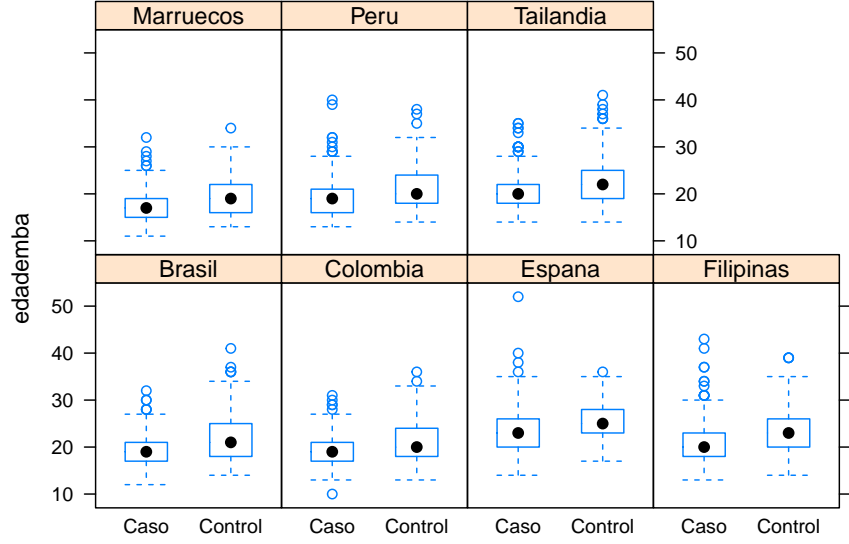 Marruecos Peru Tailandia
50
40
30
20
10
edademba
Brasil Colombia Espana Filipinas
50
40
30
20
10
Caso Control Caso Control Caso Control Caso Control